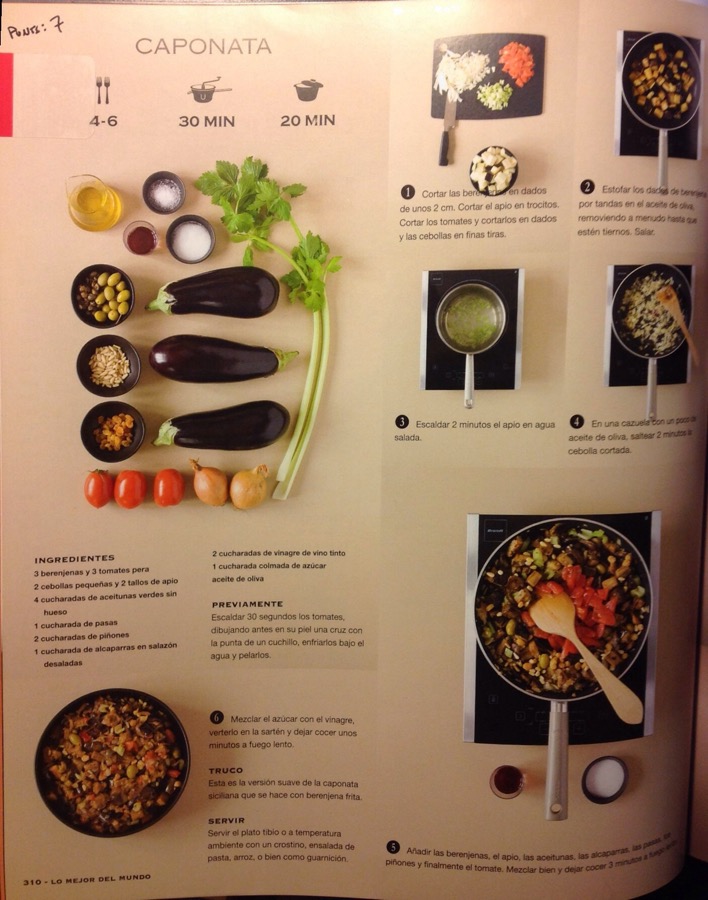 Punts: 7
CAPONATA
4-6
30 MIN
20 MIN
1 Cortar las berenjenas en dados
de unos 2 cm. Cortar el apio en trocitos.
Cortar los tomates y cortarlos en dados
y las cebollas en finas tiras.
2 Estofar los dados de berenjena
por tandas en el aceite de oliva,
removiendo a menudo hasta que
estén tiernos. Salar.
3 Escaldar 2 minutos el apio en agua
salada.
4 En una cazuela con un poco de
aceite de oliva, saltear 2 minutos la
cebolla cortada.
INGREDIENTES
3 berenjenas y 3 tomates pera
2 cebollas pequeñas y 2 tallos de apio
4 cucharadas de aceitunas verdes sin
hueso
1 cucharada de pasas
2 cucharadas de piñones
1 cucharada de alcaparras en salazón
desaladas
2 cucharadas de vinagre de vino tinto
1 cucharada colmada de azúcar
aceite de oliva
PREVIAMENTE
Escaldar 30 segundos los tomates,
dibujando antes en su piel una cruz con
la punta de un cuchillo, enfriarlos bajo el
agua y pelarlos.
5 Añadir las berenjenas, el apio, las aceitunas, las alcaparras, las pasas, los
piñones y finalmente el tomate. Mezclar bien y dejar cocer 3 minutos a fuego
6 Mezclar el azúcar con el vinagre,
verterlo en la sartén y dejar cocer unos
minutos a fuego lento.
TRUCO
Esta es la versión suave de la caponata
siciliana que se hace con berenjena frita.
SERVIR
Servir el plato tibio o a temperatura
ambiente con un crostino, ensalada de
pasta, arroz, o bien como guarnición.
310 - LO MEJOR DEL MUNDO